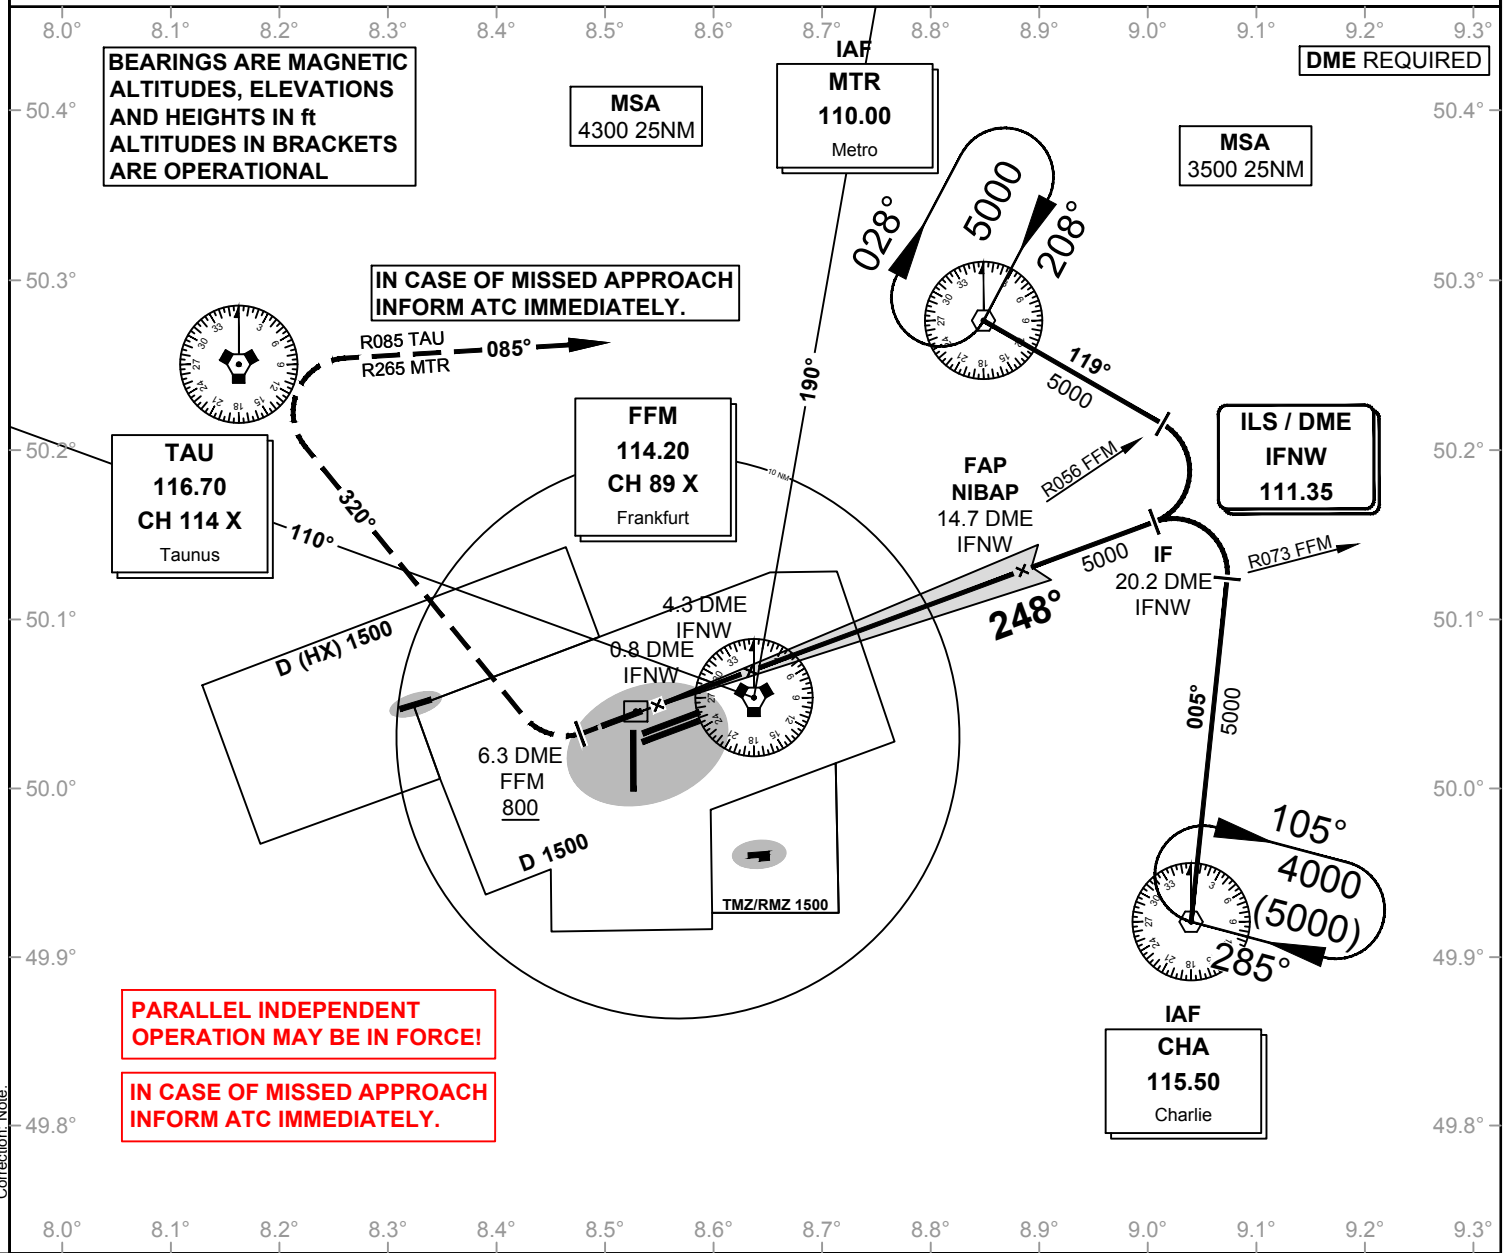 8.0° 8.1° 8.2° 8.3° 8.4° 8.5° 8.6° 8.7° 8.8° 8.9° 9.0° 9.1° 9.2° 9.3°
BEARINGS ARE MAGNETIC
ALTITUDES, ELEVATIONS
AND HEIGHTS IN ft
ALTITUDES IN BRACKETS
ARE OPERATIONAL
MSA
4300 25NM
IAF
MTR
110.00
Metro
DME REQUIRED
MSA
3500 25NM
50.4° 50.4°
028°
5000
208°
50.3° 50.3°
IN CASE OF MISSED APPROACH
INFORM ATC IMMEDIATELY.
R085 TAU
R265 MTR
085°
190°
119°
5000
TAU
116.70
CH 114 X
Taunus
FFM
114.20
CH 89 X
Frankfurt
10 NM
FAP
NIBAP
14.7 DME
IFNW
R056 FFM
ILS / DME
IFNW
111.35
50.2° 50.2°
320°
110°
5000
IF
20.2 DME
IFNW
R073 FFM
248°
50.1° 50.1°
D (HX) 1500
4.3 DME
IFNW
0.8 DME
IFNW
6.3 DME
FFM
800
005°
5000
50.0° 50.0°
D 1500
TMZ/RMZ 1500
105°
4000
(5000)
285°
49.9° 49.9°
PARALLEL INDEPENDENT
OPERATION MAY BE IN FORCE!
IN CASE OF MISSED APPROACH
INFORM ATC IMMEDIATELY.
IAF
CHA
115.50
Charlie
49.8° 49.8°
Correction: Note.
8.0° 8.1° 8.2° 8.3° 8.4° 8.5° 8.6° 8.7° 8.8° 8.9° 9.0° 9.1° 9.2° 9.3°